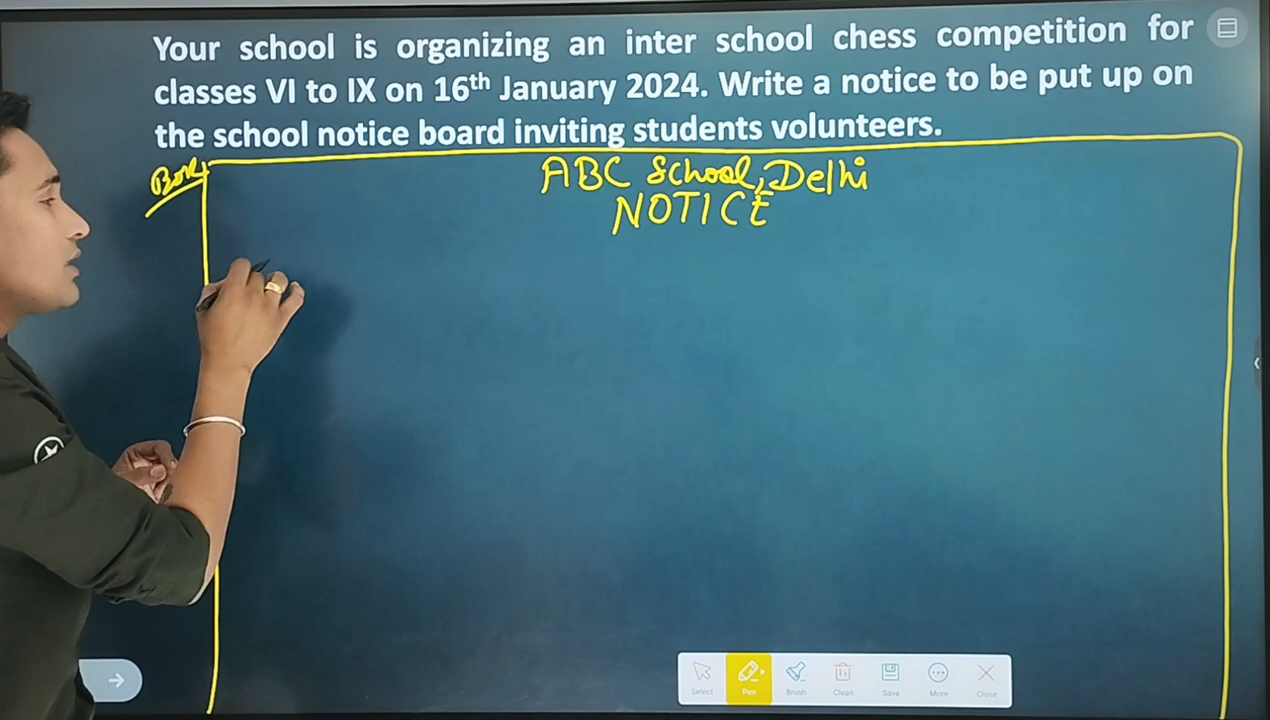 Your school is organizing an inter school chess competition for
classes VI to IX on 16th January 2024. Write a notice to be put up on
the school notice board inviting students volunteers.
Box
ABC School, Delhi
NOTICE
Select
Pen
Brush
Clean
Save
More
Close